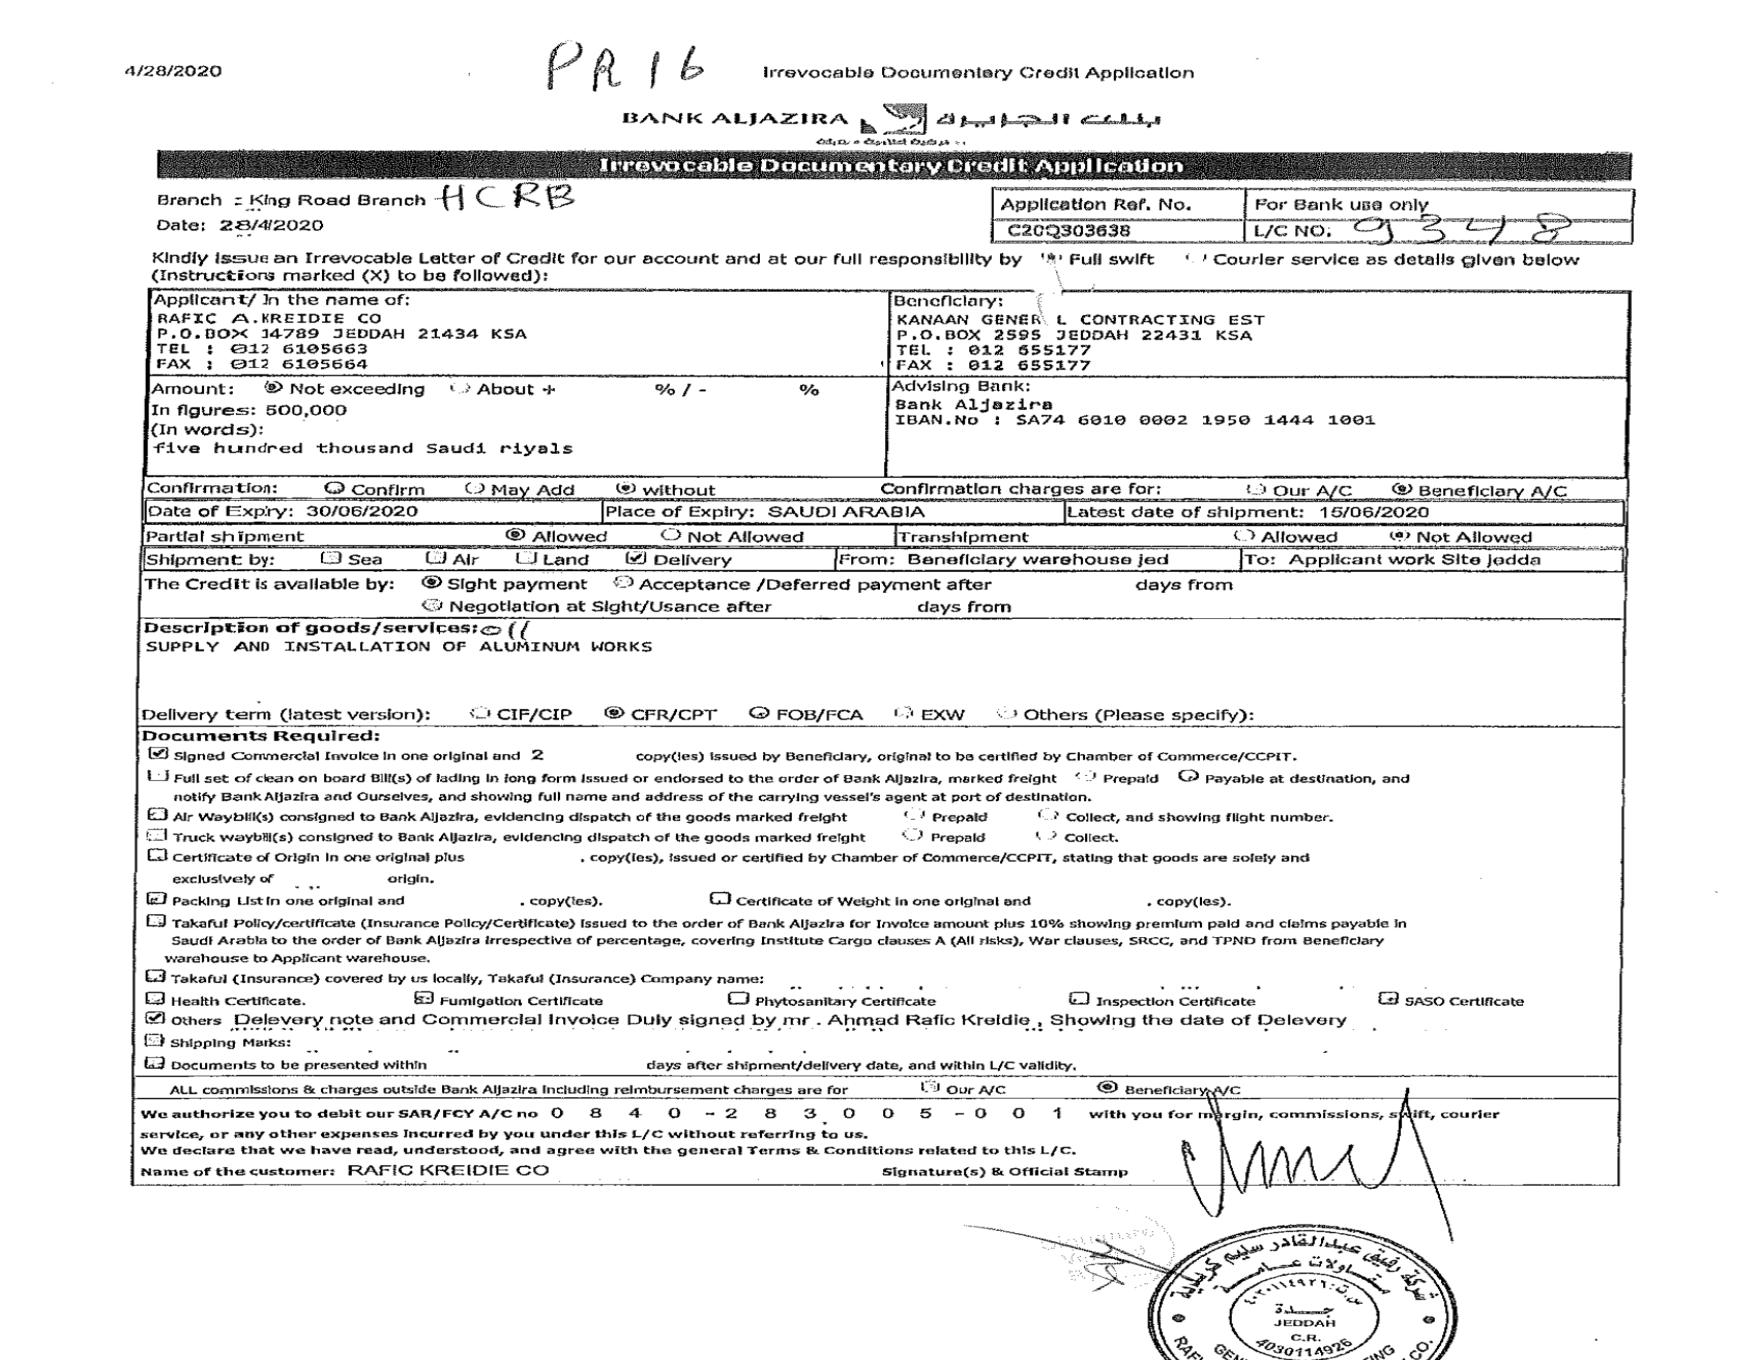 4/28/2020
PR16
Irrevocable Documentary Credit Application
BANK ALJAZIRA بنك الجزيرة
Irrevocable Documentary Credit Application
Branch : King Road Branch HCRB
Date: 28/4/2020
Application Ref. No.
For Bank use only
C20Q303638
L/C NO: 9348
Kindly issue an Irrevocable Letter of Credit for our account and at our full responsibility by Full swift Courier service as details given below
(Instructions marked (X) to be followed):
Applicant/ In the name of:
RAFIC A.KREIDIE CO
P.O.BOX 14789 JEDDAH 21434 KSA
TEL : 012 6105663
FAX : 012 6105664
Beneficiary:
KANAAN GENER L CONTRACTING EST
P.O.BOX 2595 JEDDAH 22431 KSA
TEL : 012 655177
FAX : 012 655177
Amount: Not exceeding About + % / - %
In figures: 500,000
(In words):
five hundred thousand Saudi riyals
Advising Bank:
Bank Aljazira
IBAN.No : SA74 6010 0002 1950 1444 1001
Confirmation: Confirm May Add without Confirmation charges are for: Our A/C Beneficiary A/C
Date of Expiry: 30/06/2020 Place of Expiry: SAUDI ARABIA Latest date of shipment: 15/06/2020
Partial shipment Allowed Not Allowed Transhipment Allowed Not Allowed
Shipment by: Sea Air Land Delivery From: Beneficiary warehouse jed To: Applicant work Site jedda
The Credit is available by: Sight payment Acceptance /Deferred payment after days from
Negotiation at Sight/Usance after days from
Description of goods/services:
SUPPLY AND INSTALLATION OF ALUMINUM WORKS
Delivery term (latest version): CIF/CIP CFR/CPT FOB/FCA EXW Others (Please specify):
Documents Required:
Signed Commercial Invoice in one original and 2 copy(ies) issued by Beneficiary, original to be certified by Chamber of Commerce/CCPIT.
Full set of clean on board Bill(s) of lading in long form issued or endorsed to the order of Bank Aljazira, marked freight Prepaid Payable at destination, and
notify Bank Aljazira and Ourselves, and showing full name and address of the carrying vessel's agent at port of destination.
Air Waybill(s) consigned to Bank Aljazira, evidencing dispatch of the goods marked freight Prepaid Collect, and showing flight number.
Truck waybill(s) consigned to Bank Aljazira, evidencing dispatch of the goods marked freight Prepaid Collect.
Certificate of Origin in one original plus , copy(ies), issued or certified by Chamber of Commerce/CCPIT, stating that goods are solely and
exclusively of origin.
Packing List in one original and , copy(ies). Certificate of Weight in one original and , copy(ies).
Takaful Policy/certificate (Insurance Policy/Certificate) issued to the order of Bank Aljazira for Invoice amount plus 10% showing premium paid and claims payable in
Saudi Arabia to the order of Bank Aljazira irrespective of percentage, covering Institute Cargo clauses A (All risks), War clauses, SRCC, and TPND from Beneficiary
warehouse to Applicant warehouse.
Takaful (Insurance) covered by us locally, Takaful (Insurance) Company name:
Health Certificate. Fumigation Certificate Phytosanitary Certificate Inspection Certificate SASO Certificate
Others Delevery note and Commercial Invoice Duly signed by mr . Ahmad Rafic Kreidie , Showing the date of Delevery
Shipping Marks:
Documents to be presented within days after shipment/delivery date, and within L/C validity.
ALL commissions & charges outside Bank Aljazira including reimbursement charges are for Our A/C Beneficiary A/C
We authorize you to debit our SAR/FCY A/C no 0 8 4 0 - 2 8 3 0 0 5 - 0 0 1 with you for margin, commissions, swift, courier
service, or any other expenses incurred by you under this L/C without referring to us.
We declare that we have read, understood, and agree with the general Terms & Conditions related to this L/C.
Name of the customer: RAFIC KREIDIE CO Signature(s) & Official Stamp
شركة رفيق عبدالقادر سليم كريدية
مقاولات عامة
س.ت: ٤٠٣٠١١٤٩٢٦
جدة
JEDDAH
C.R.
4030114926